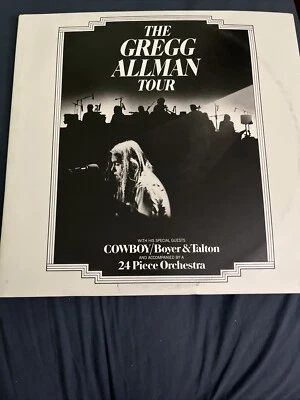 THE
GREGG
ALLMAN
TOUR
WITH HIS SPECIAL GUESTS
COWBOY/Boyer & Talton
AND ACCOMPANIED BY A
24 Piece Orchestra